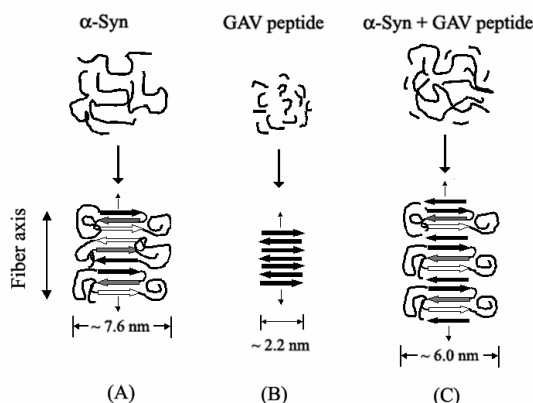 α-Syn
GAV peptide
α-Syn + GAV peptide
Fiber axis
~ 7.6 nm
~ 2.2 nm
~ 6.0 nm
(A)
(B)
(C)